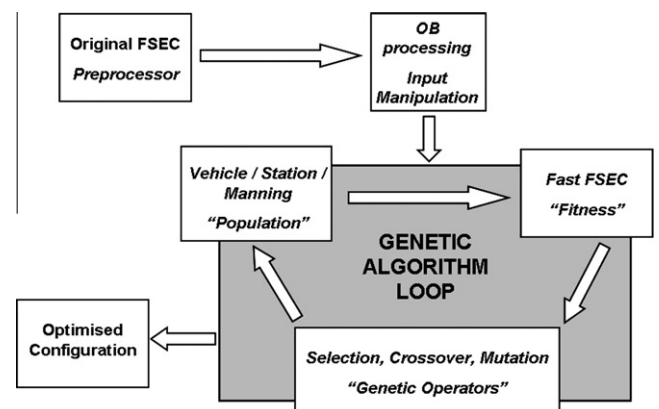 Original FSEC
Preprocessor
OB
processing
Input
Manipulation
Vehicle / Station /
Manning
“Population”
Fast FSEC
“Fitness”
GENETIC
ALGORITHM
LOOP
Optimised
Configuration
Selection, Crossover, Mutation
“Genetic Operators”